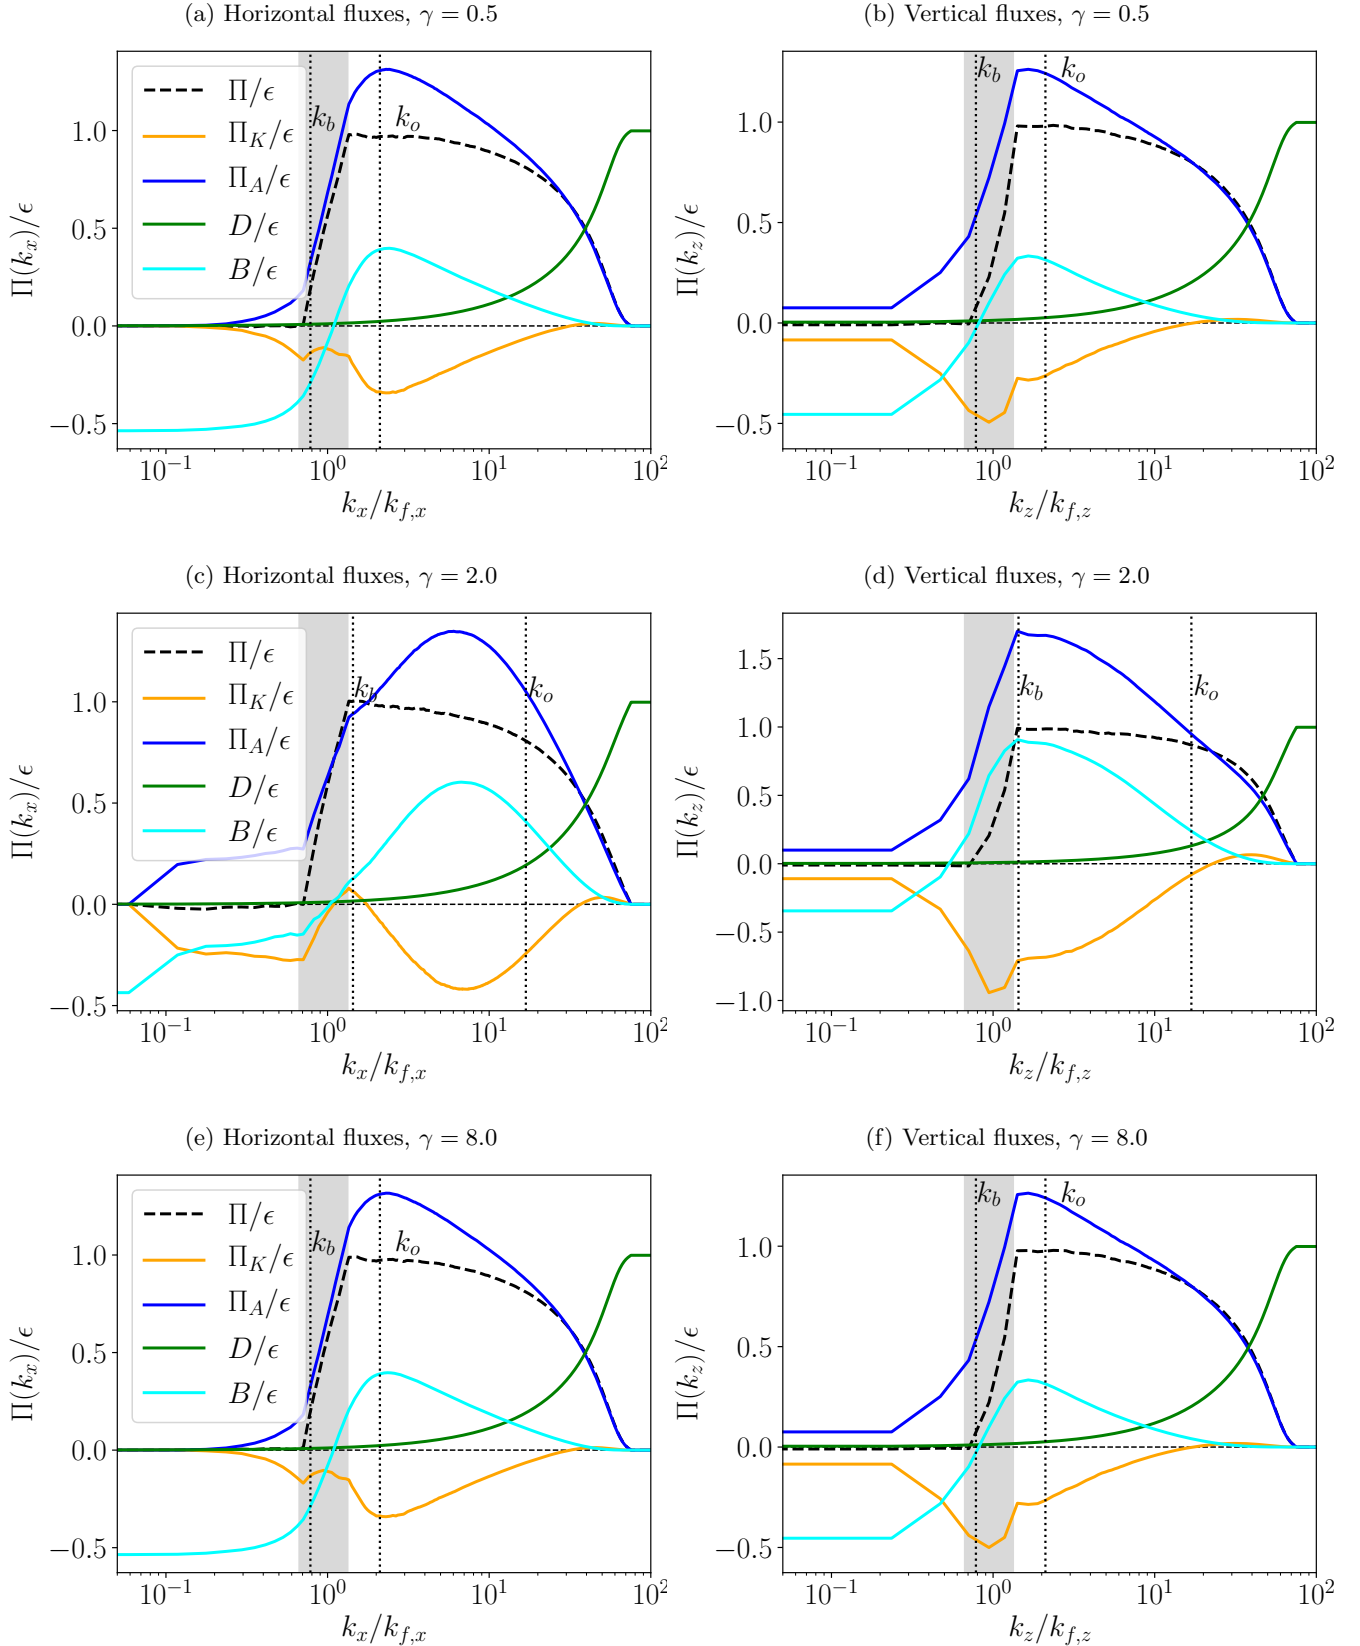 (a) Horizontal fluxes, γ = 0.5
Π(k_x)/ϵ
1.0
0.5
0.0
−0.5
Π/ϵ
Π_K/ϵ
Π_A/ϵ
D/ϵ
B/ϵ
k_b
k_o
10^−1
10^0
10^1
10^2
k_x/k_{f,x}
(b) Vertical fluxes, γ = 0.5
Π(k_z)/ϵ
1.0
0.5
0.0
−0.5
k_b
k_o
10^−1
10^0
10^1
10^2
k_z/k_{f,z}
(c) Horizontal fluxes, γ = 2.0
Π(k_x)/ϵ
1.0
0.5
0.0
−0.5
Π/ϵ
Π_K/ϵ
Π_A/ϵ
D/ϵ
B/ϵ
k_b
k_o
10^−1
10^0
10^1
10^2
k_x/k_{f,x}
(d) Vertical fluxes, γ = 2.0
Π(k_z)/ϵ
1.5
1.0
0.5
0.0
−0.5
−1.0
k_b
k_o
10^−1
10^0
10^1
10^2
k_z/k_{f,z}
(e) Horizontal fluxes, γ = 8.0
Π(k_x)/ϵ
1.0
0.5
0.0
−0.5
Π/ϵ
Π_K/ϵ
Π_A/ϵ
D/ϵ
B/ϵ
k_b
k_o
10^−1
10^0
10^1
10^2
k_x/k_{f,x}
(f) Vertical fluxes, γ = 8.0
Π(k_z)/ϵ
1.0
0.5
0.0
−0.5
k_b
k_o
10^−1
10^0
10^1
10^2
k_z/k_{f,z}